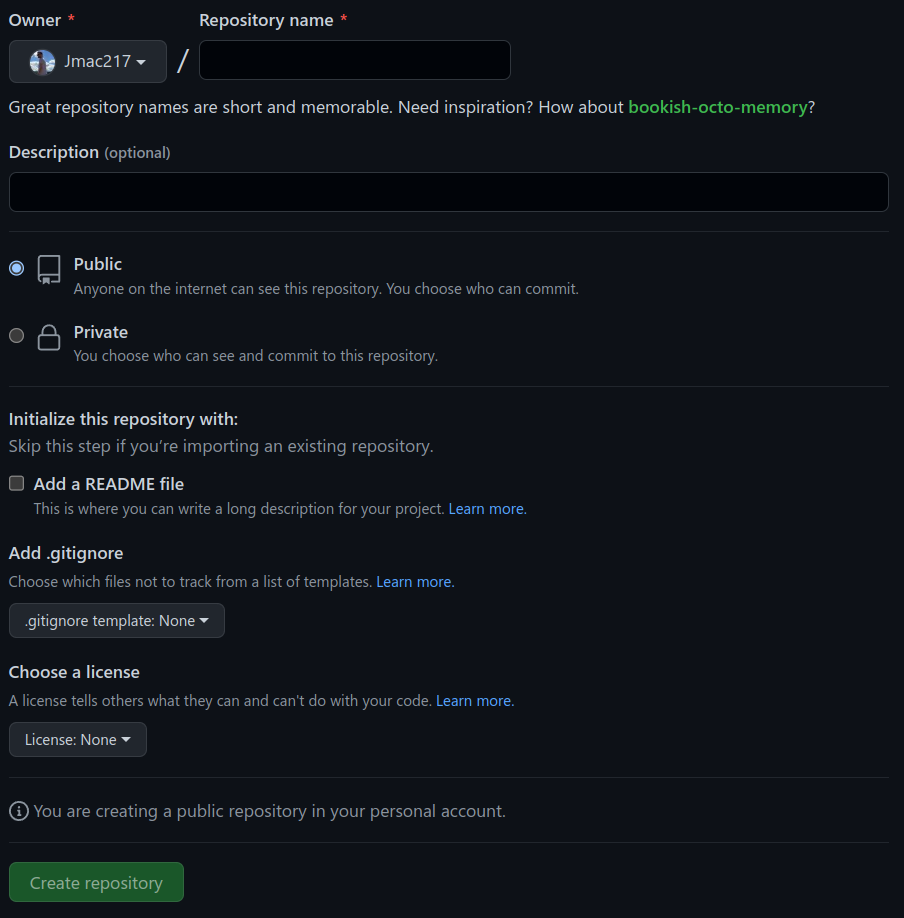 Owner * Repository name *
Jmac217 /
Great repository names are short and memorable. Need inspiration? How about bookish-octo-memory?
Description (optional)
Public
Anyone on the internet can see this repository. You choose who can commit.
Private
You choose who can see and commit to this repository.
Initialize this repository with:
Skip this step if you’re importing an existing repository.
Add a README file
This is where you can write a long description for your project. Learn more.
Add .gitignore
Choose which files not to track from a list of templates. Learn more.
.gitignore template: None
Choose a license
A license tells others what they can and can't do with your code. Learn more.
License: None
You are creating a public repository in your personal account.
Create repository